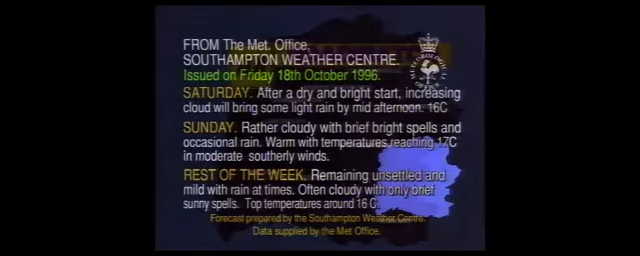 FROM The Met. Office,
SOUTHAMPTON WEATHER CENTRE.
Issued on Friday 18th October 1996.
SATURDAY. After a dry and bright start, increasing
cloud will bring some light rain by mid afternoon. 16C
SUNDAY. Rather cloudy with brief bright spells and
occasional rain. Warm with temperatures reaching 17C
in moderate southerly winds.
REST OF THE WEEK. Remaining unsettled and
mild with rain at times. Often cloudy with only brief
sunny spells. Top temperatures around 16 C
Forecast prepared by the Southampton Weather Centre.
Data supplied by the Met Office.